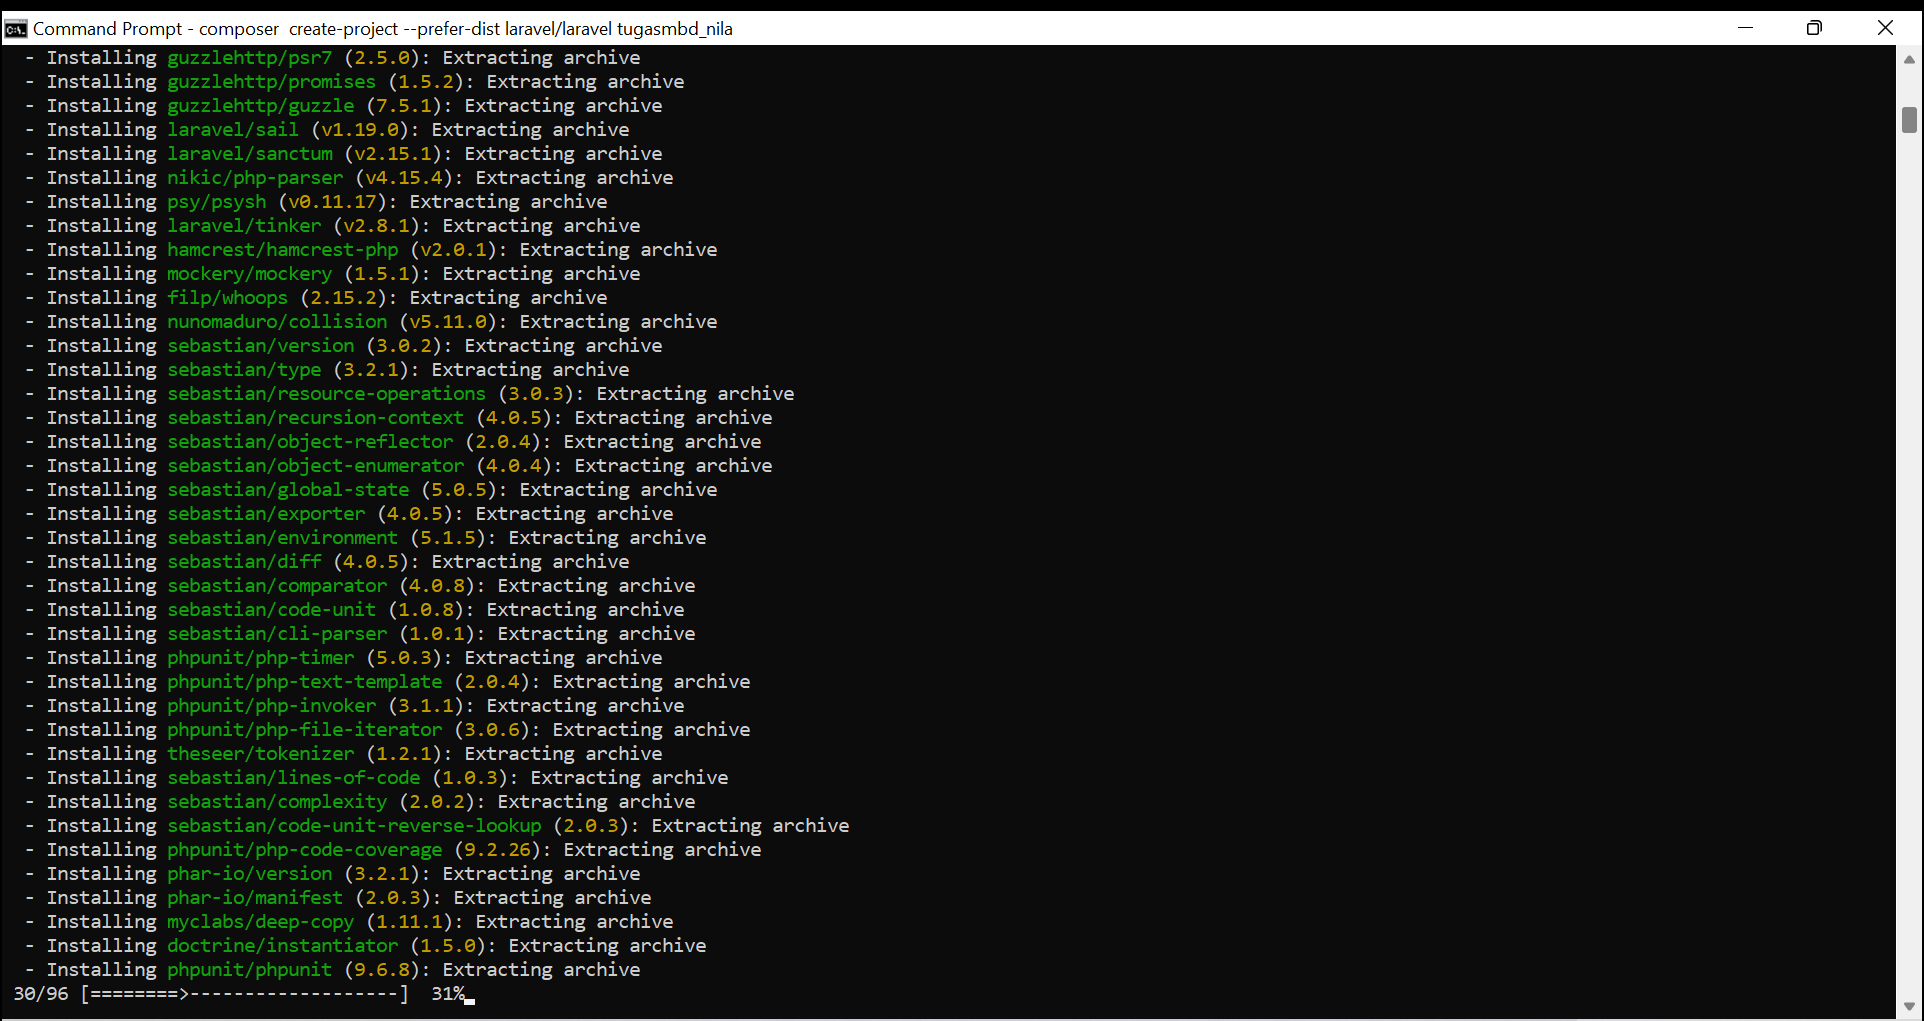 Command Prompt - composer  create-project --prefer-dist laravel/laravel tugasmbd_nila
- Installing guzzlehttp/psr7 (2.5.0): Extracting archive
- Installing guzzlehttp/promises (1.5.2): Extracting archive
- Installing guzzlehttp/guzzle (7.5.1): Extracting archive
- Installing laravel/sail (v1.19.0): Extracting archive
- Installing laravel/sanctum (v2.15.1): Extracting archive
- Installing nikic/php-parser (v4.15.4): Extracting archive
- Installing psy/psysh (v0.11.17): Extracting archive
- Installing laravel/tinker (v2.8.1): Extracting archive
- Installing hamcrest/hamcrest-php (v2.0.1): Extracting archive
- Installing mockery/mockery (1.5.1): Extracting archive
- Installing filp/whoops (2.15.2): Extracting archive
- Installing nunomaduro/collision (v5.11.0): Extracting archive
- Installing sebastian/version (3.0.2): Extracting archive
- Installing sebastian/type (3.2.1): Extracting archive
- Installing sebastian/resource-operations (3.0.3): Extracting archive
- Installing sebastian/recursion-context (4.0.5): Extracting archive
- Installing sebastian/object-reflector (2.0.4): Extracting archive
- Installing sebastian/object-enumerator (4.0.4): Extracting archive
- Installing sebastian/global-state (5.0.5): Extracting archive
- Installing sebastian/exporter (4.0.5): Extracting archive
- Installing sebastian/environment (5.1.5): Extracting archive
- Installing sebastian/diff (4.0.5): Extracting archive
- Installing sebastian/comparator (4.0.8): Extracting archive
- Installing sebastian/code-unit (1.0.8): Extracting archive
- Installing sebastian/cli-parser (1.0.1): Extracting archive
- Installing phpunit/php-timer (5.0.3): Extracting archive
- Installing phpunit/php-text-template (2.0.4): Extracting archive
- Installing phpunit/php-invoker (3.1.1): Extracting archive
- Installing phpunit/php-file-iterator (3.0.6): Extracting archive
- Installing theseer/tokenizer (1.2.1): Extracting archive
- Installing sebastian/lines-of-code (1.0.3): Extracting archive
- Installing sebastian/complexity (2.0.2): Extracting archive
- Installing sebastian/code-unit-reverse-lookup (2.0.3): Extracting archive
- Installing phpunit/php-code-coverage (9.2.26): Extracting archive
- Installing phar-io/version (3.2.1): Extracting archive
- Installing phar-io/manifest (2.0.3): Extracting archive
- Installing myclabs/deep-copy (1.11.1): Extracting archive
- Installing doctrine/instantiator (1.5.0): Extracting archive
- Installing phpunit/phpunit (9.6.8): Extracting archive
30/96 [========>-------------------]  31%